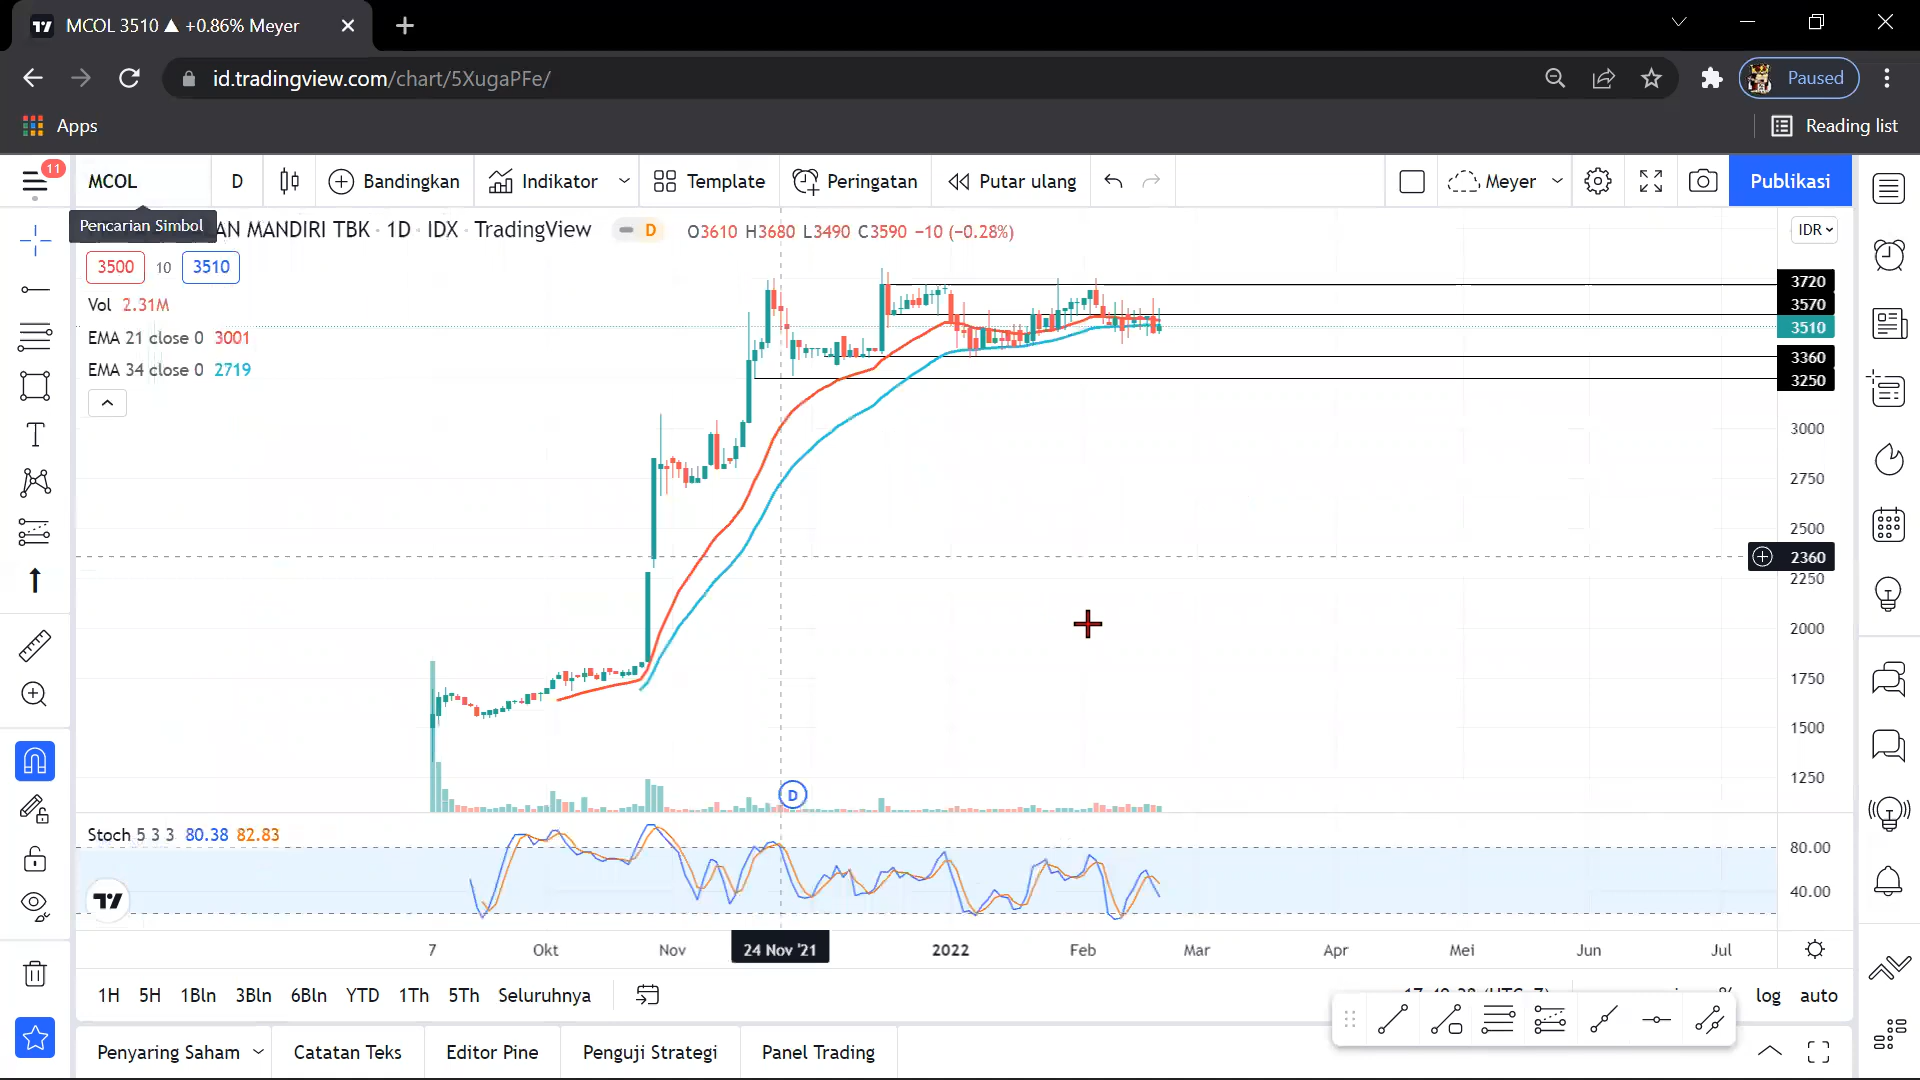 MCOL 3510 ▲ +0.86% Meyer
id.tradingview.com/chart/5XugaPFe/
Paused
Apps
Reading list
11
MCOL
D
Bandingkan
Indikator
Template
Peringatan
Putar ulang
Meyer
Publikasi
Pencarian Simbol
AN MANDIRI TBK · 1D · IDX · TradingView
D
O3610 H3680 L3490 C3590 −10 (−0.28%)
IDR
3500
10
3510
Vol 2.31M
EMA 21 close 0 3001
EMA 34 close 0 2719
3720
3570
3510
3360
3250
3000
2750
2500
2360
2250
2000
1750
1500
1250
D
Stoch 5 3 3 80.38 82.83
80.00
40.00
7
Okt
Nov
24 Nov '21
2022
Feb
Mar
Apr
Mei
Jun
Jul
1H
5H
1Bln
3Bln
6Bln
YTD
1Th
5Th
Seluruhnya
%
log
auto
Penyaring Saham
Catatan Teks
Editor Pine
Penguji Strategi
Panel Trading